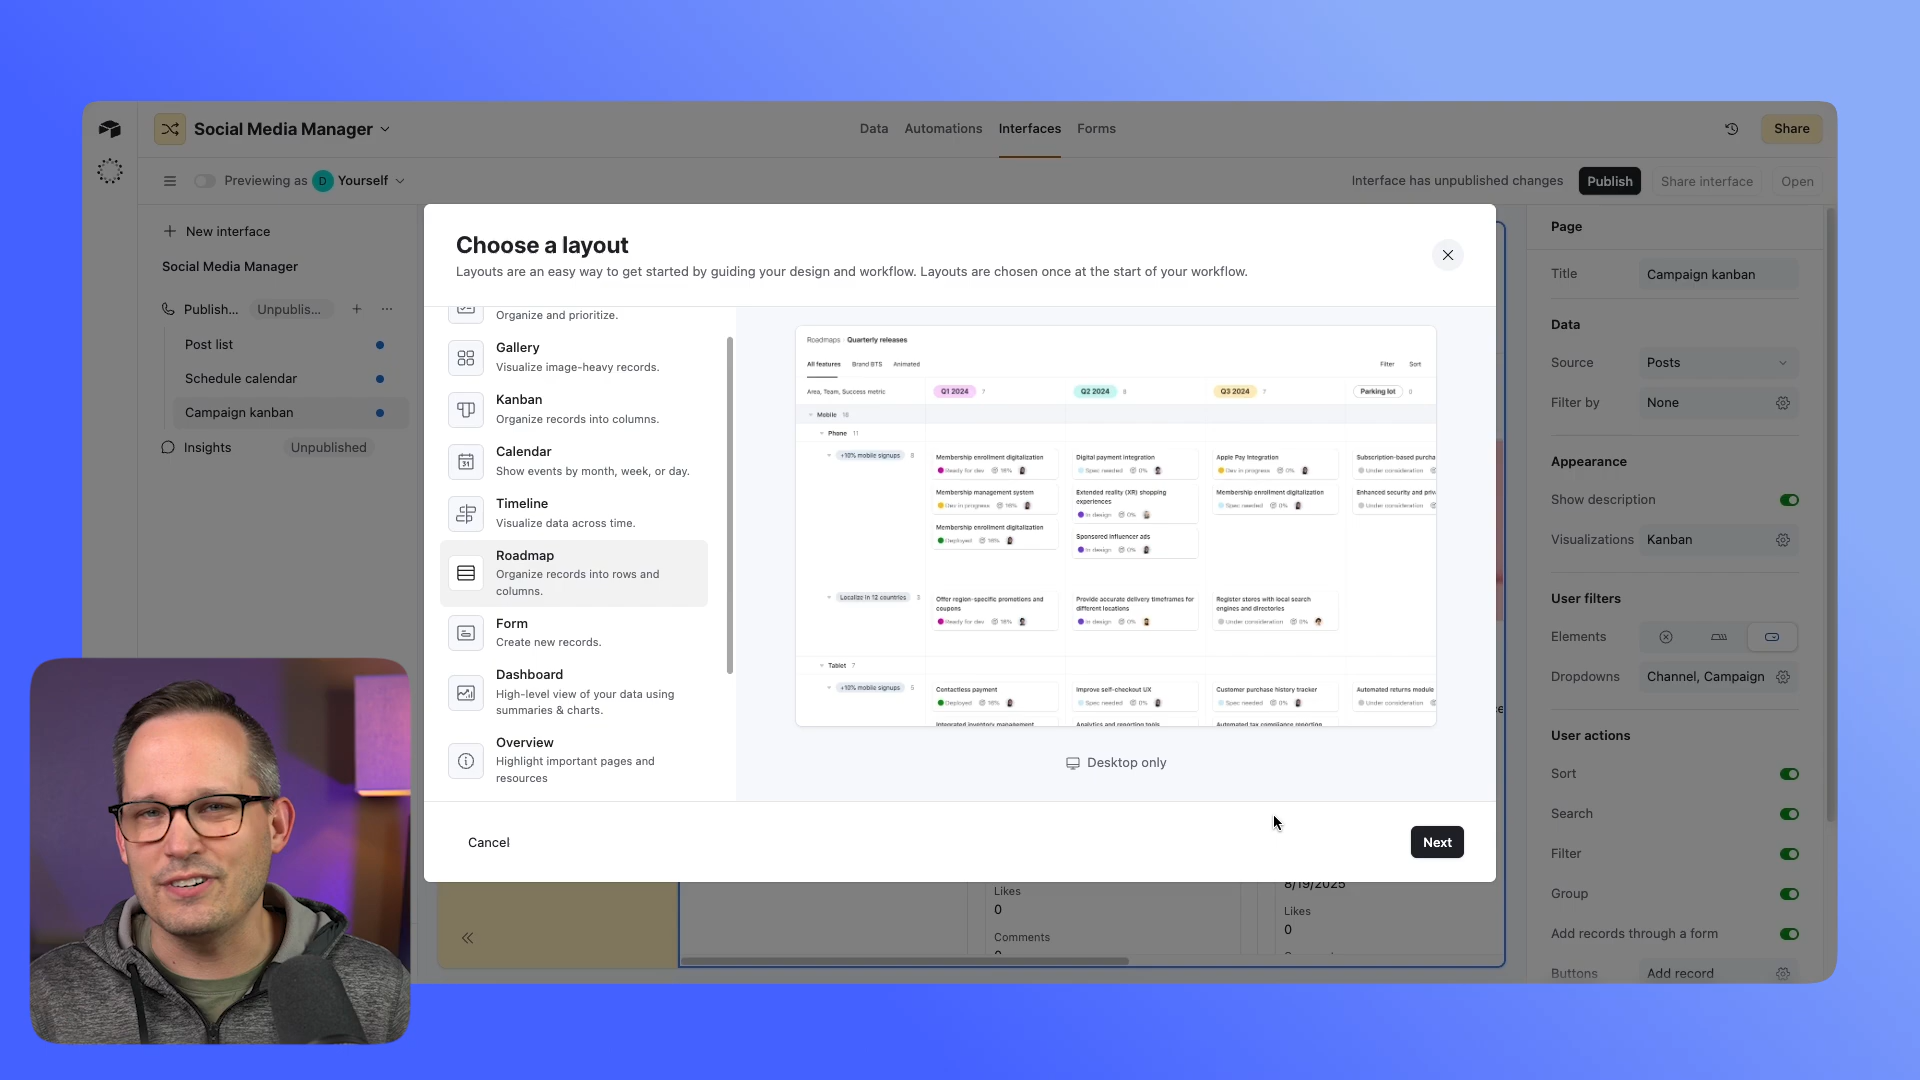 Social Media Manager
Data
Automations
Interfaces
Forms
Share
Previewing as
D
Yourself
Interface has unpublished changes
Publish
Share interface
Open
New interface
Social Media Manager
Publish...
Unpublis...
Post list
Schedule calendar
Campaign kanban
Insights
Unpublished
Choose a layout
Layouts are an easy way to get started by guiding your design and workflow. Layouts are chosen once at the start of your workflow.
Organize and prioritize.
Gallery
Visualize image-heavy records.
Kanban
Organize records into columns.
31
Calendar
Show events by month, week, or day.
Timeline
Visualize data across time.
Roadmap
Organize records into rows and
columns.
Form
Create new records.
Dashboard
High-level view of your data using
summaries & charts.
Overview
Highlight important pages and
resources
Roadmaps Quarterly releases
All features Brand BTS Animated Filter Sort
Area, Team, Success metric
Q1 2024 7
Q2 2024 8
Q3 2024 7
Parking lot 0
Mobile 18
Phone 11
+10% mobile signups 8
Membership enrollment digitalization
Ready for dev 16%
Membership management system
Dev in progress 16%
Membership enrollment digitalization
Deployed 16%
Digital payment integration
Spec needed 0%
Extended reality (XR) shopping
experiences
In design 0%
Sponsored influencer ads
In design 0%
Apple Pay Integration
Dev in progress 0%
Membership enrollment digitalization
Spec needed 0%
Subscription-based purcha
Under consideration
Enhanced security and priv
Under consideration
Localize in 12 countries 3
Offer region-specific promotions and
coupons
Ready for dev 16%
Provide accurate delivery timeframes for
different locations
In design 0%
Register stores with local search
engines and directories
Under consideration 0%
Tablet 7
+10% mobile signups 5
Contactless payment
Deployed 16%
Integrated inventory management
Improve self-checkout UX
Spec needed 0%
Analytics and reporting tools
Customer purchase history tracker
Spec needed 0%
Automated tax compliance reporting
Automated returns module
Under consideration
Desktop only
Cancel
Next
Likes
0
Comments
8/19/2025
Likes
0
Page
Title
Campaign kanban
Data
Source
Posts
Filter by
None
Appearance
Show description
Visualizations
Kanban
User filters
Elements
Dropdowns
Channel, Campaign
User actions
Sort
Search
Filter
Group
Add records through a form
Buttons
Add record